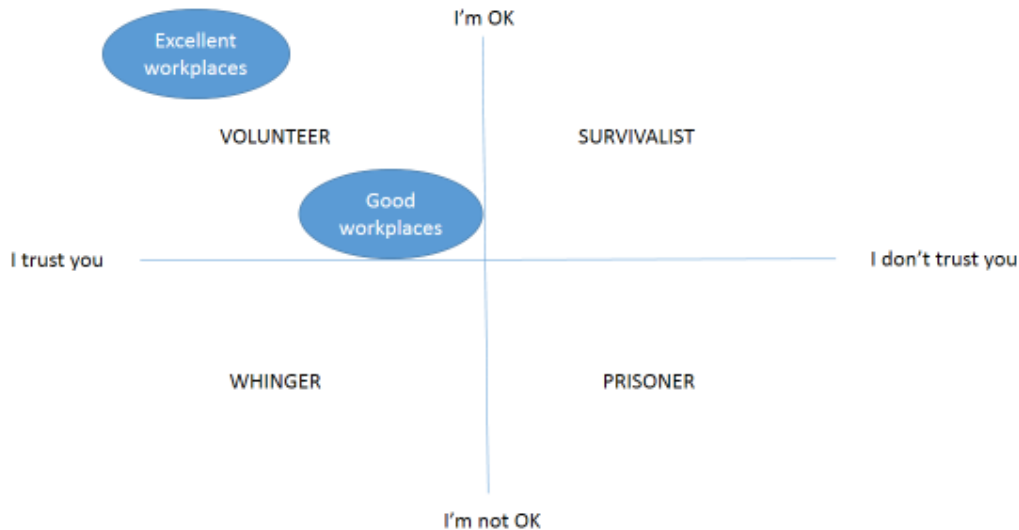 I'm OK
Excellent
workplaces
VOLUNTEER
SURVIVALIST
Good
workplaces
I trust you
I don't trust you
WHINGER
PRISONER
I'm not OK